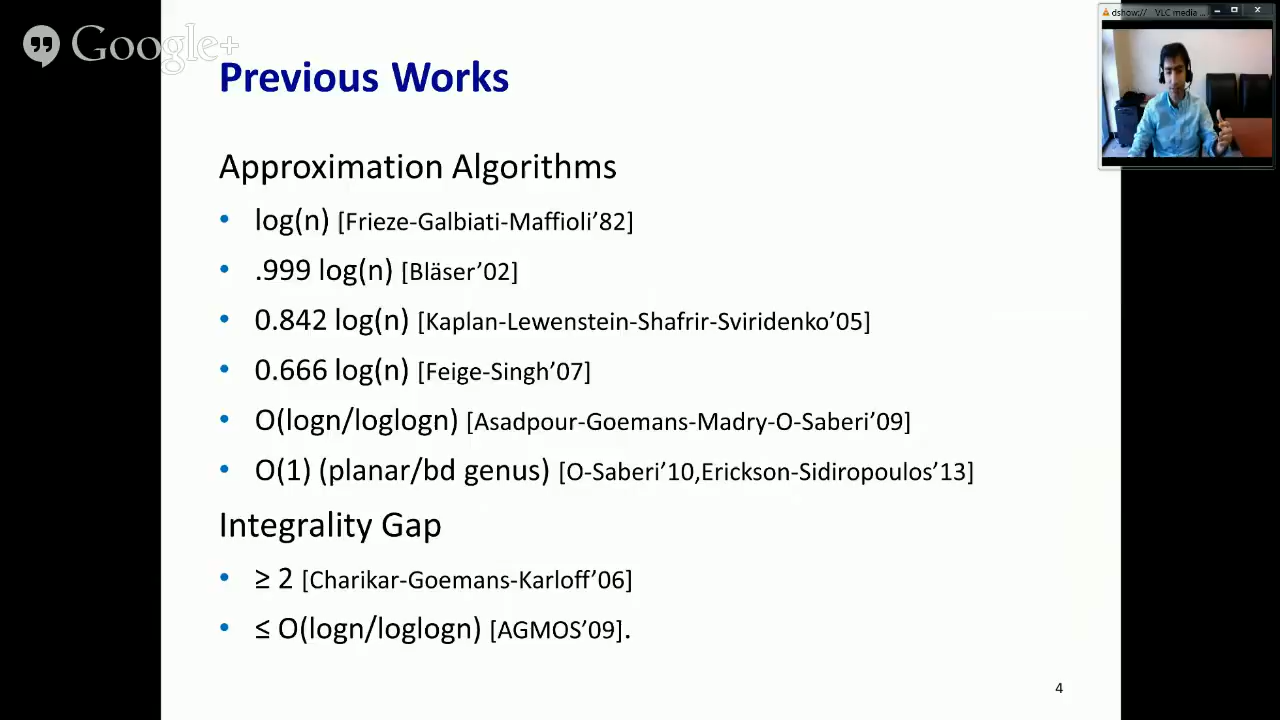 Google+
dshow:// VLC media ...
Previous Works
Approximation Algorithms
• log(n) [Frieze-Galbiati-Maffioli’82]
• .999 log(n) [Bläser’02]
• 0.842 log(n) [Kaplan-Lewenstein-Shafrir-Sviridenko’05]
• 0.666 log(n) [Feige-Singh’07]
• O(logn/loglogn) [Asadpour-Goemans-Madry-O-Saberi’09]
• O(1) (planar/bd genus) [O-Saberi’10,Erickson-Sidiropoulos’13]
Integrality Gap
• ≥ 2 [Charikar-Goemans-Karloff’06]
• ≤ O(logn/loglogn) [AGMOS’09].
4